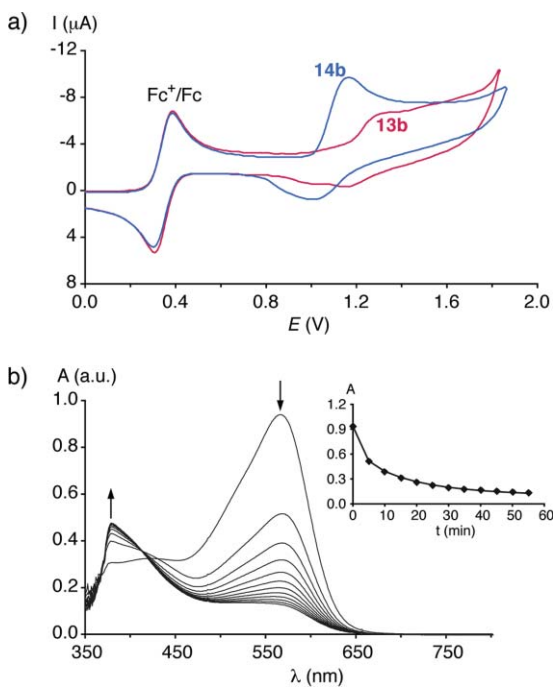 a)
I (μA)
-12
-8
-4
0
4
8
Fc⁺/Fc
14b
13b
0.0 0.4 0.8 1.2 1.6 2.0
E (V)
b)
A (a.u.)
1.0
0.8
0.6
0.4
0.2
0.0
350 450 550 650 750
λ (nm)
A
1.2
0.9
0.6
0.3
0.0
0 10 20 30 40 50 60
t (min)